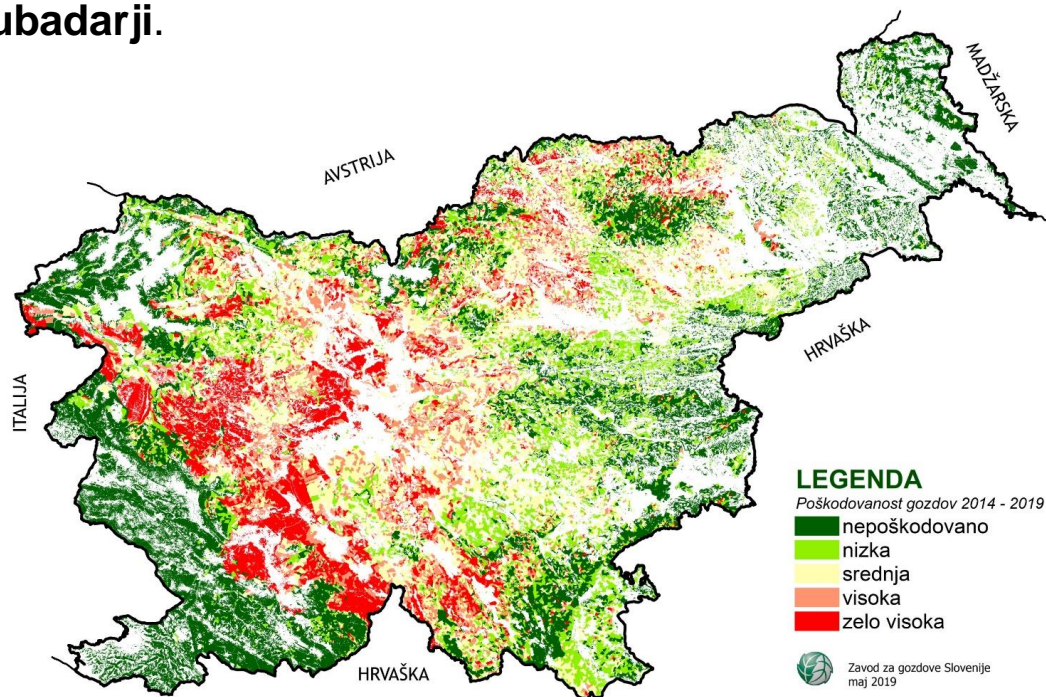 ubadarji.
MADŽARSKA
AVSTRIJA
HRVAŠKA
ITALIJA
LEGENDA
Poškodovanost gozdov 2014 - 2019
nepoškodovano
nizka
srednja
visoka
zelo visoka
HRVAŠKA
Zavod za gozdove Slovenije
maj 2019